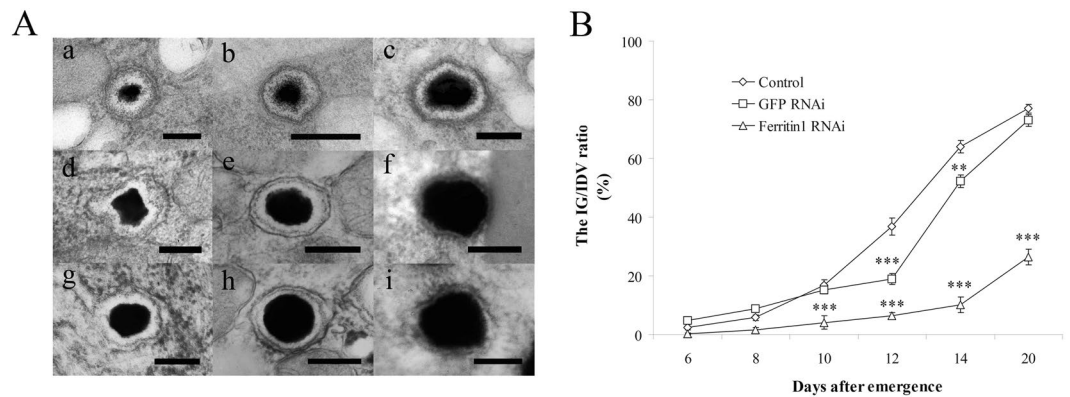 A
a
b
c
d
e
f
g
h
i
B
100
80
60
40
20
0
The IG/IDV ratio
(%)
Control
GFP RNAi
Ferritin1 RNAi
**
***
***
***
***
***
6
8
10
12
14
20
Days after emergence